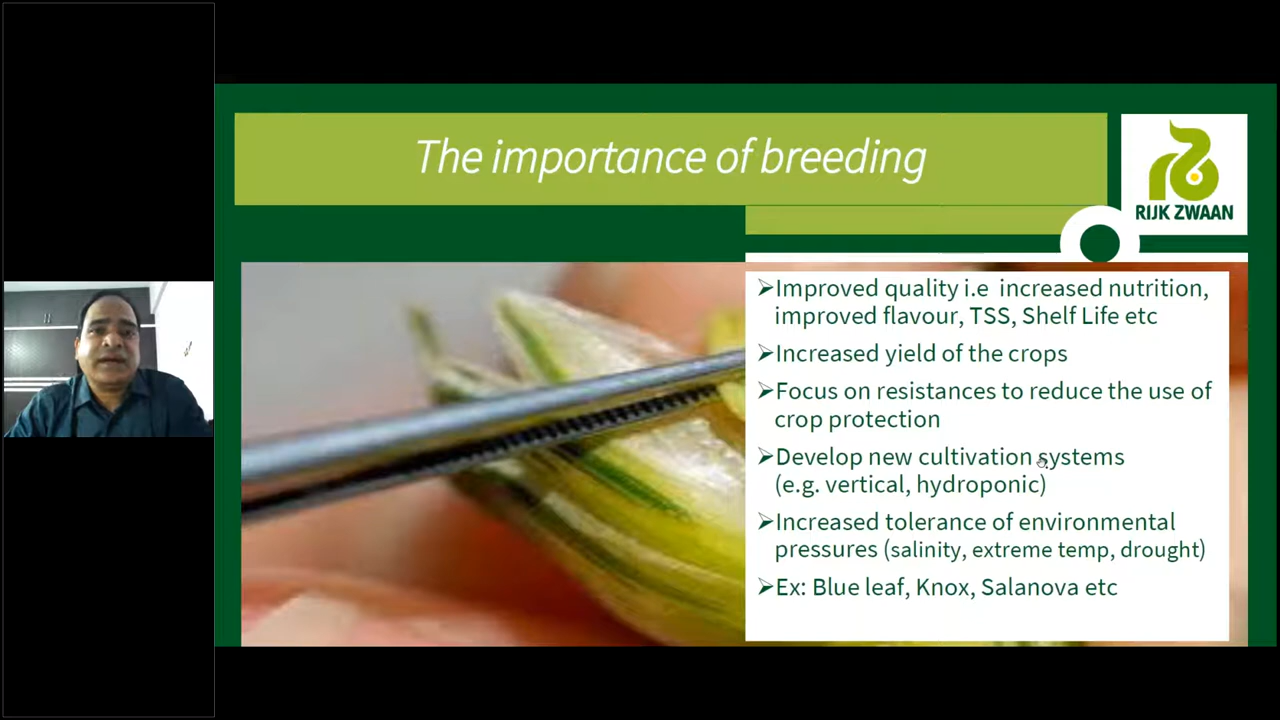 The importance of breeding
RIJK ZWAAN
➢Improved quality i.e  increased nutrition,
improved flavour, TSS, Shelf Life etc
➢Increased yield of the crops
➢Focus on resistances to reduce the use of
crop protection
➢Develop new cultivation systems
(e.g. vertical, hydroponic)
➢Increased tolerance of environmental
pressures (salinity, extreme temp, drought)
➢Ex: Blue leaf, Knox, Salanova etc